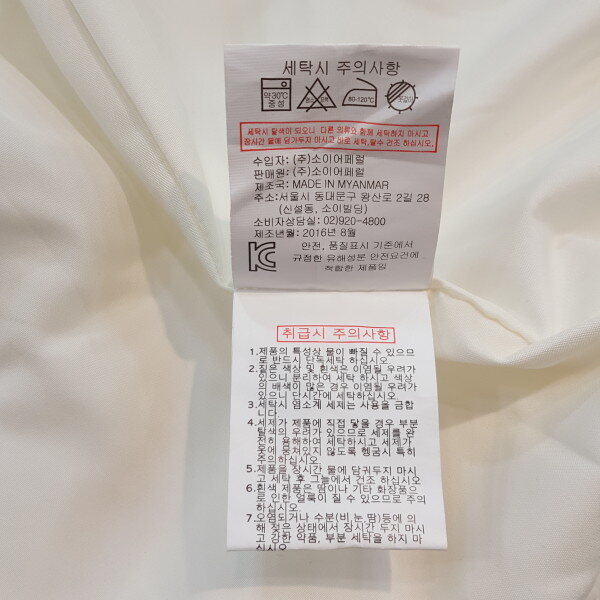 세탁시 주의사항
약30℃
중성
80-120℃
옷걸이
세탁시 탈색이 되오니 다른 의류와 함께 세탁하지 마시고
장시간 물에 담가두지 마시고 바로 세탁,탈수 건조 하십시오.
수입자: (주)소이어페럴
판매원: (주)소이어페럴
제조국: MADE IN MYANMAR
주소:서울시 동대문구 왕산로 2길 28
(신설동, 소이빌딩)
소비자상담실: 02)920-4800
제조년월: 2016년 8월
안전, 품질표시 기준에서
규정한 유해성분 안전요건에
적합한 제품임
취급시 주의사항
1.제품의 특성상 물이 빠질 수 있으므
로 반드시 단독세탁 하십시오.
2.짙은 색상 및 흰색은 이염될 우려가
있으니 분리하여 세탁 하시고 색상
의 배색이 많은 경우 이염될 우려가
있으니 단시간에 세탁하십시오.
3.세탁시 염소계 세제는 사용을 금합
니다.
4.세제가 제품에 직접 닿을 경우 부분
탈색의 우려가 있으므로 세제를 완
전히 용해하여 세탁하시고 세제가
옷에 뭉쳐있지 않도록 헹굼시 특히
주의하십시오.
5.제품을 장시간 물에 담궈두지 마시
고 세탁 후 그늘에서 건조 하십시오
6.흰색 제품은 땀이나 기타 화장품으
로 인한 얼룩이 질 수 있으므로 주의
하십시오.
7.오염되거나 수분(비,눈,땀)등에 의
해 젖은 상태에서 장시간 두지 마시
고 강한 약품, 부분 세탁을 하지 마
십시오